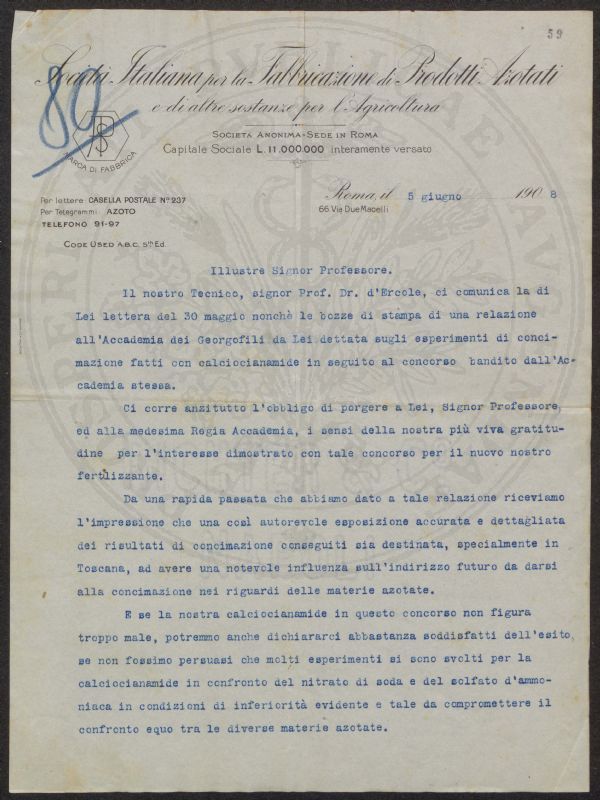 59
Società Italiana per la Fabbricazione di Prodotti Azotati
e di altre sostanze per l'Agricoltura
80
SOCIETÀ ANONIMA-SEDE IN ROMA
Capitale Sociale L. 11.000.000 interamente versato
MARCA DI FABBRICA
Per lettere CASELLA POSTALE No 237
Per Telegrammi: AZOTO
TELEFONO 91-97
CODE USED A.B.C. 5th ED.
Roma, il 5 giugno 1908
66 Via Due Macelli
Illustre Signor Professore.
Il nostro Tecnico, signor Prof. Dr. d'Ercole, ci comunica la di
Lei lettera del 30 maggio nonchè le bozze di stampa di una relazione
all'Accademia dei Georgofili da Lei dettata sugli esperimenti di conci-
mazione fatti con calciocianamide in seguito al concorso bandito dall'Ac-
cademia stessa.
Ci corre anzitutto l'obbligo di porgere a Lei, Signor Professore,
ed alla medesima Regia Accademia, i sensi della nostra più viva gratitu-
dine per l'interesse dimostrato con tale concorso per il nuovo nostro
fertlizzante.
Da una rapida passata che abbiamo dato a tale relazione riceviamo
l'impressione che una così autorevole esposizione accurata e dettagliata
dei risultati di concimazione conseguiti sia destinata, specialmente in
Toscana, ad avere una notevole influenza sull'indirizzo futuro da darsi
alla concimazione nei riguardi delle materie azotate.
E se la nostra calciocianamide in questo concorso non figura
troppo male, potremmo anche dichiararci abbastanza soddisfatti dell'esito,
se non fossimo persuasi che molti esperimenti si sono svolti per la
calciocianamide in confronto del nitrato di soda e del solfato d'ammo-
niaca in condizioni di inferiorità evidente e tale da compromettere il
confronto equo tra le diverse materie azotate.